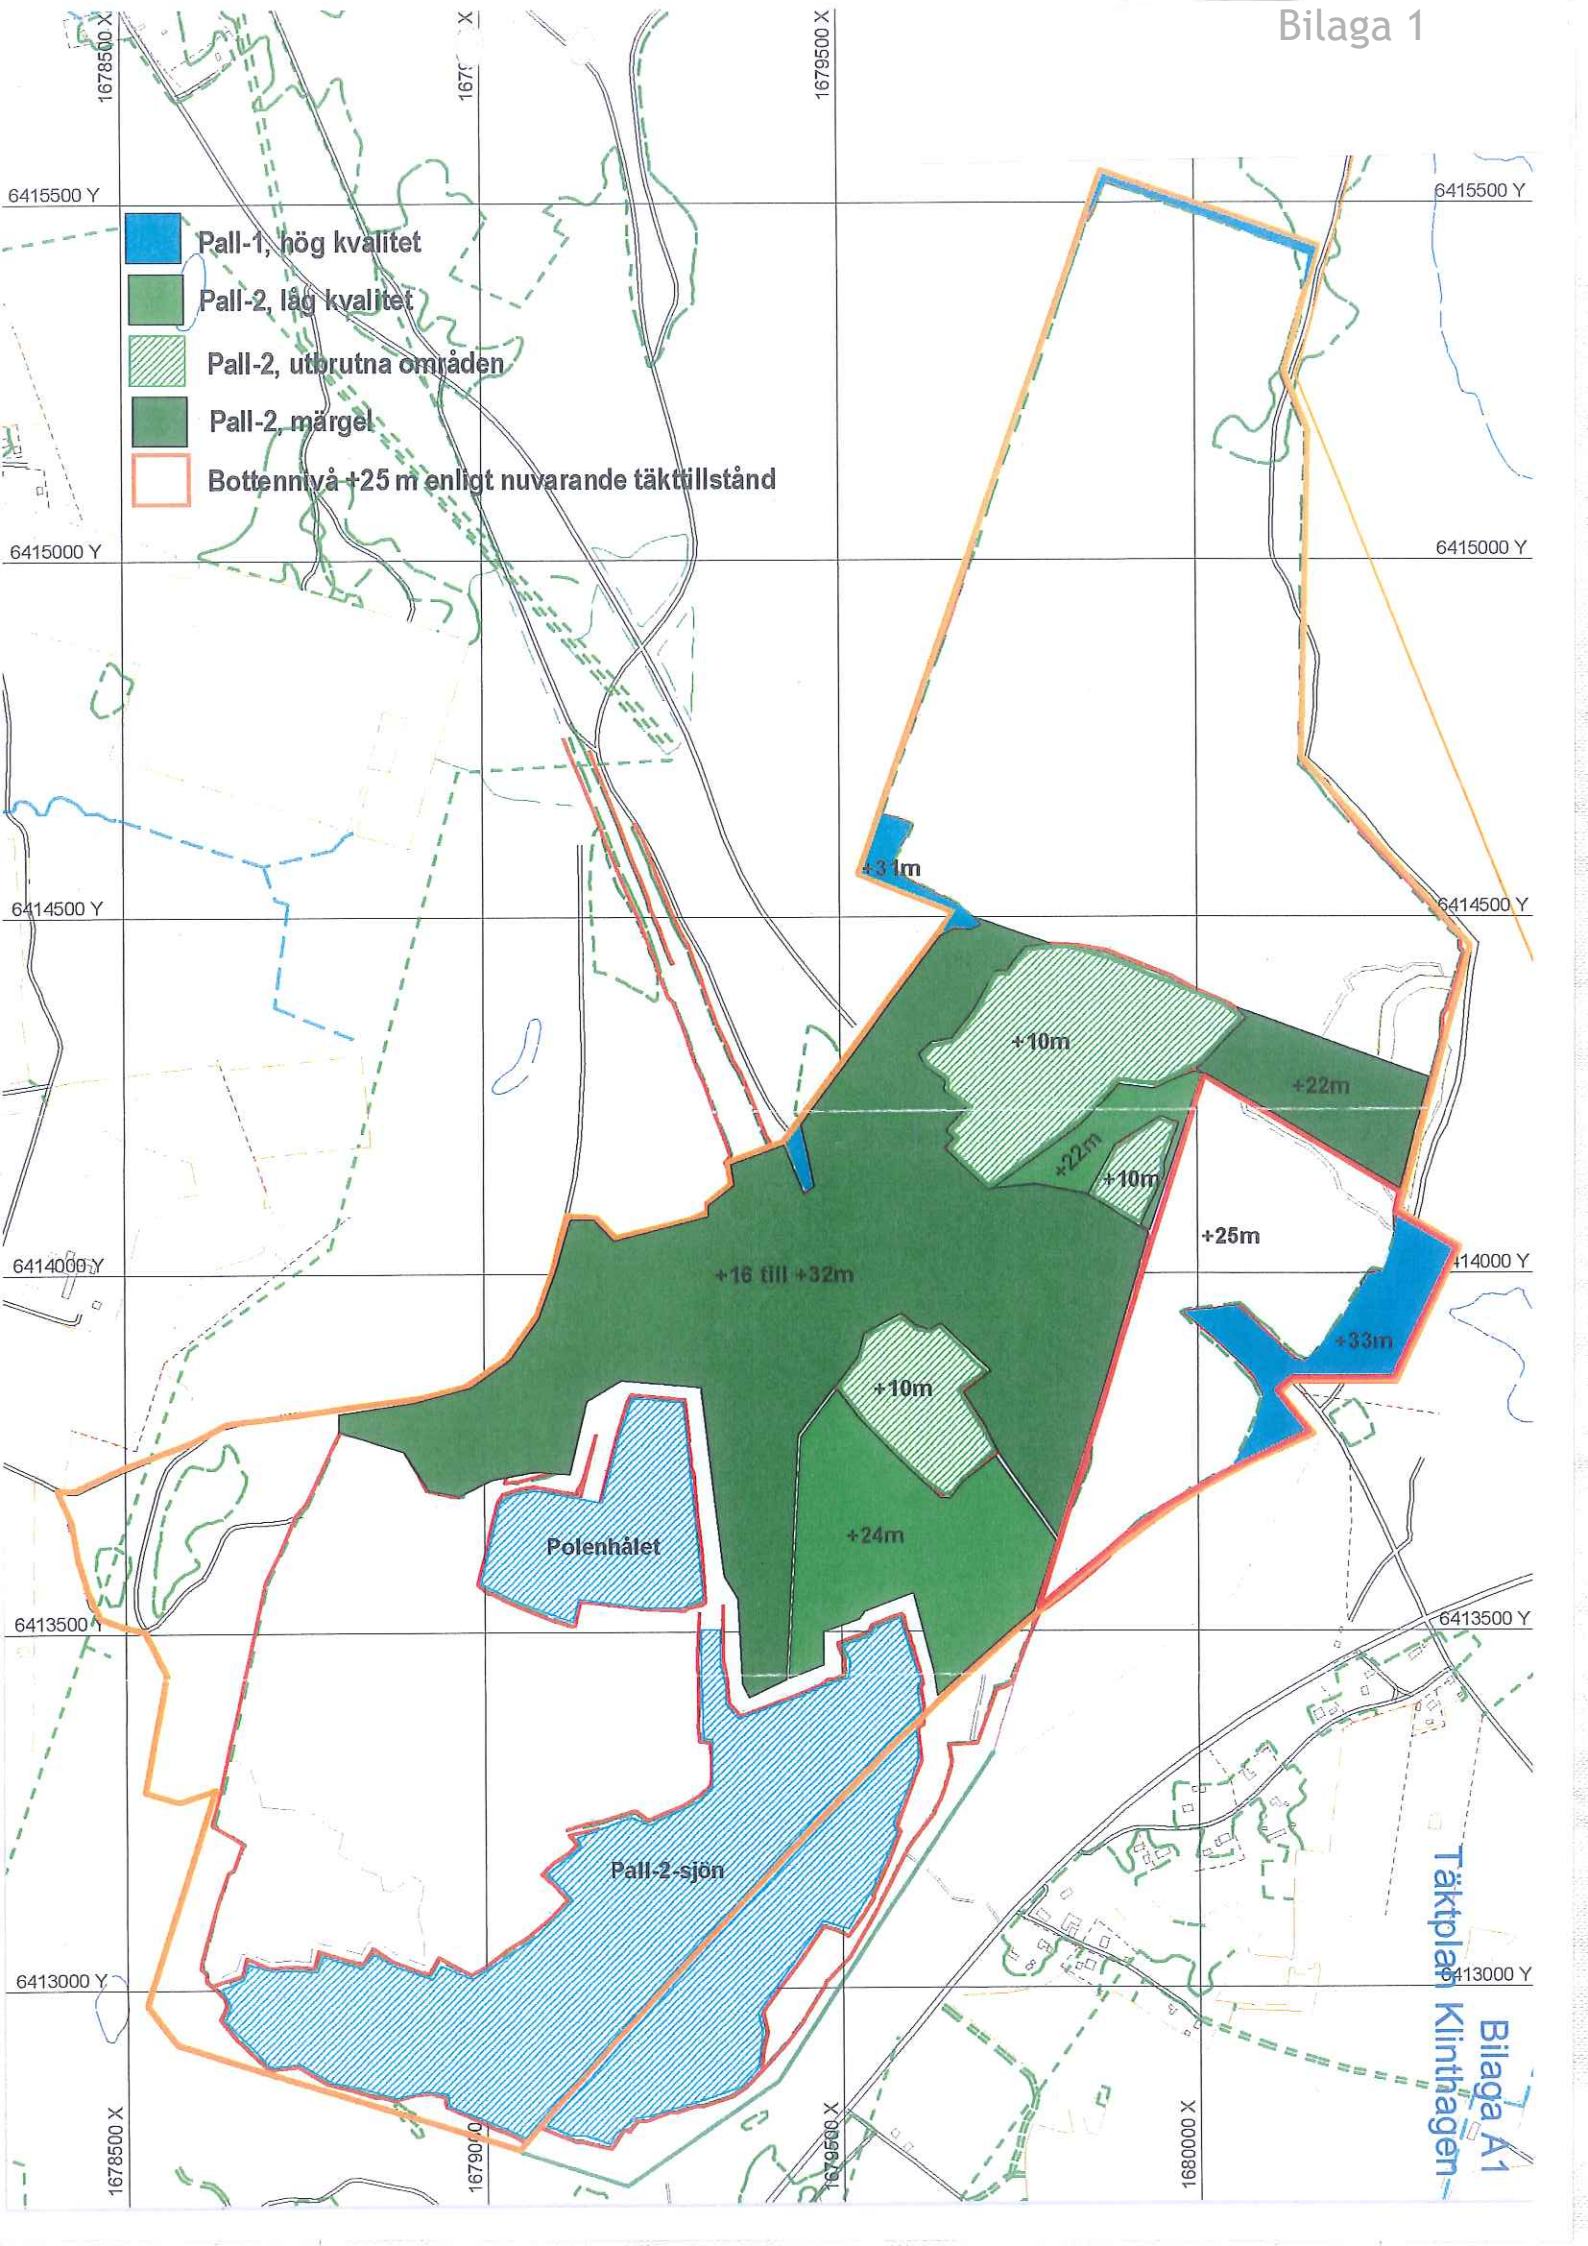 Bilaga 1
1678500 X
X
1679500 X
6415500 Y
6415500 Y
Pall-1, hög kvalitet
Pall-2, låg kvalitet
Pall-2, utbrutna områden
Pall-2, märgel
Bottennivå +25 m enligt nuvarande täkttillstånd
6415000 Y
6415000 Y
+31m
6414500 Y
6414500 Y
+10m
+22m
+22m
+10m
+25m
6414000 Y
414000 Y
+16 till +32m
+33m
+10m
+24m
Polenhålet
6413500 Y
6413500 Y
Pall-2-sjön
6413000 Y
6413000 Y
1678500 X
1679000
1679500 X
1680000 X
Bilaga A1
Täktplan Klinthagen